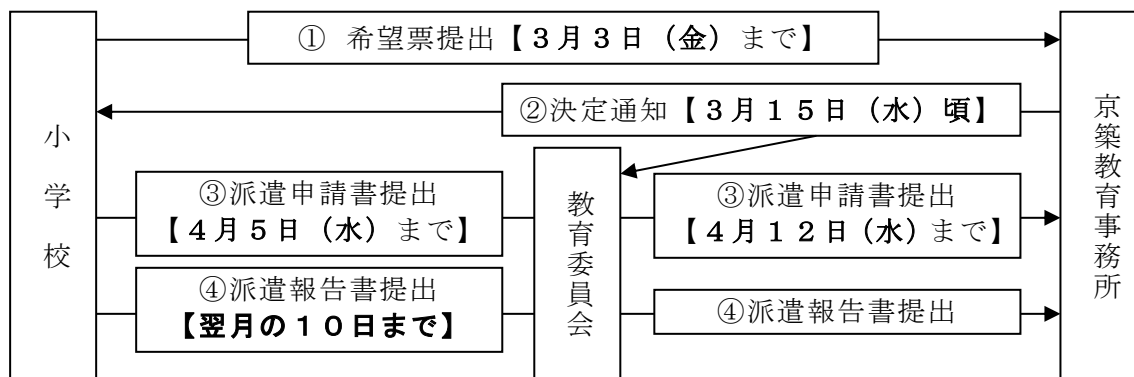 小学校
① 希望票提出【３月３日（金）まで】
②決定通知【３月１５日（水）頃】
③派遣申請書提出
【４月５日（水）まで】
④派遣報告書提出
【翌月の１０日まで】
教育委員会
③派遣申請書提出
【４月１２日（水）まで】
④派遣報告書提出
京築教育事務所